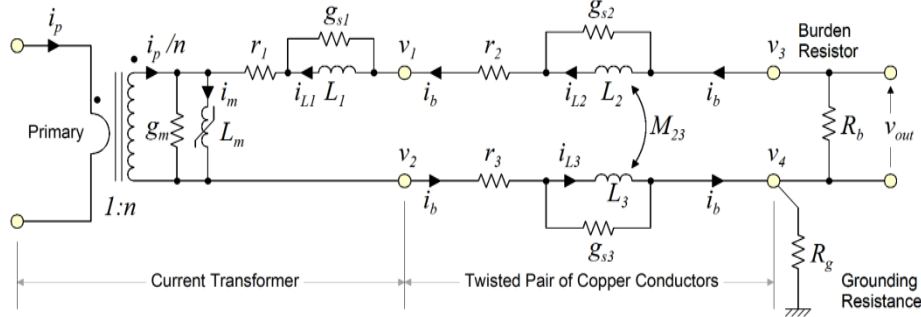 i_p
g_s1
g_s2
Burden
Resistor
i_p/n
r_1
v_1
r_2
v_3
i_m
i_L1
L_1
i_b
i_L2
L_2
i_b
Primary
g_m
L_m
M_23
R_b
v_out
v_2
r_3
i_L3
v_4
1:n
i_b
L_3
i_b
g_s3
R_g
Current Transformer
Twisted Pair of Copper Conductors
Grounding
Resistance